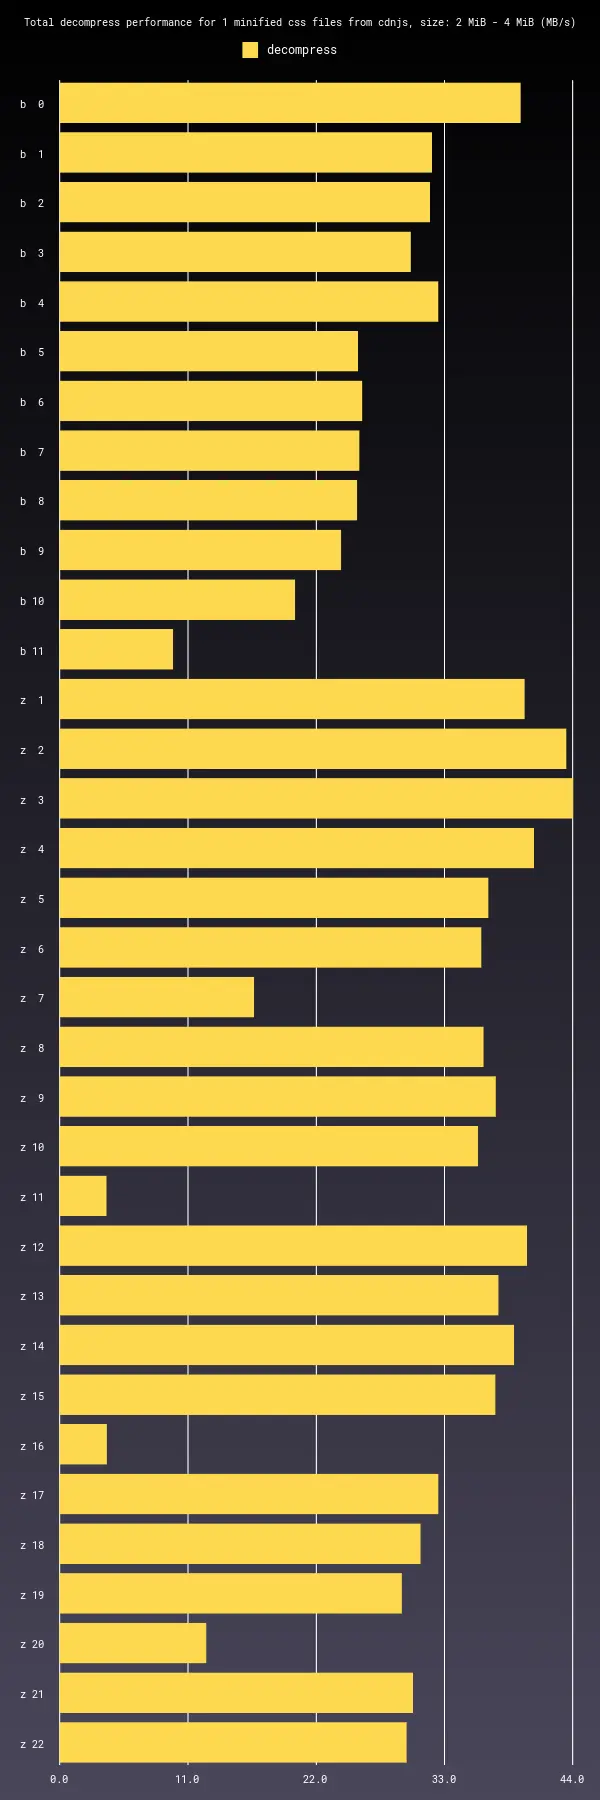 Total decompress performance for 1 minified css files from cdnjs, size: 2 MiB - 4 MiB (MB/s)
decompress
b 0
b 1
b 2
b 3
b 4
b 5
b 6
b 7
b 8
b 9
b 10
b 11
z 1
z 2
z 3
z 4
z 5
z 6
z 7
z 8
z 9
z 10
z 11
z 12
z 13
z 14
z 15
z 16
z 17
z 18
z 19
z 20
z 21
z 22
0.0 11.0 22.0 33.0 44.0